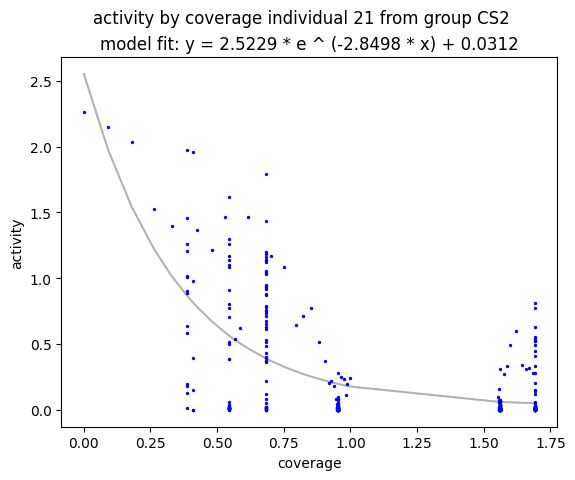 activity by coverage individual 21 from group CS2
model fit: y = 2.5229 * e ^ (-2.8498 * x) + 0.0312
2.5
2.0
1.5
1.0
0.5
0.0
activity
0.00 0.25 0.50 0.75 1.00 1.25 1.50 1.75
coverage